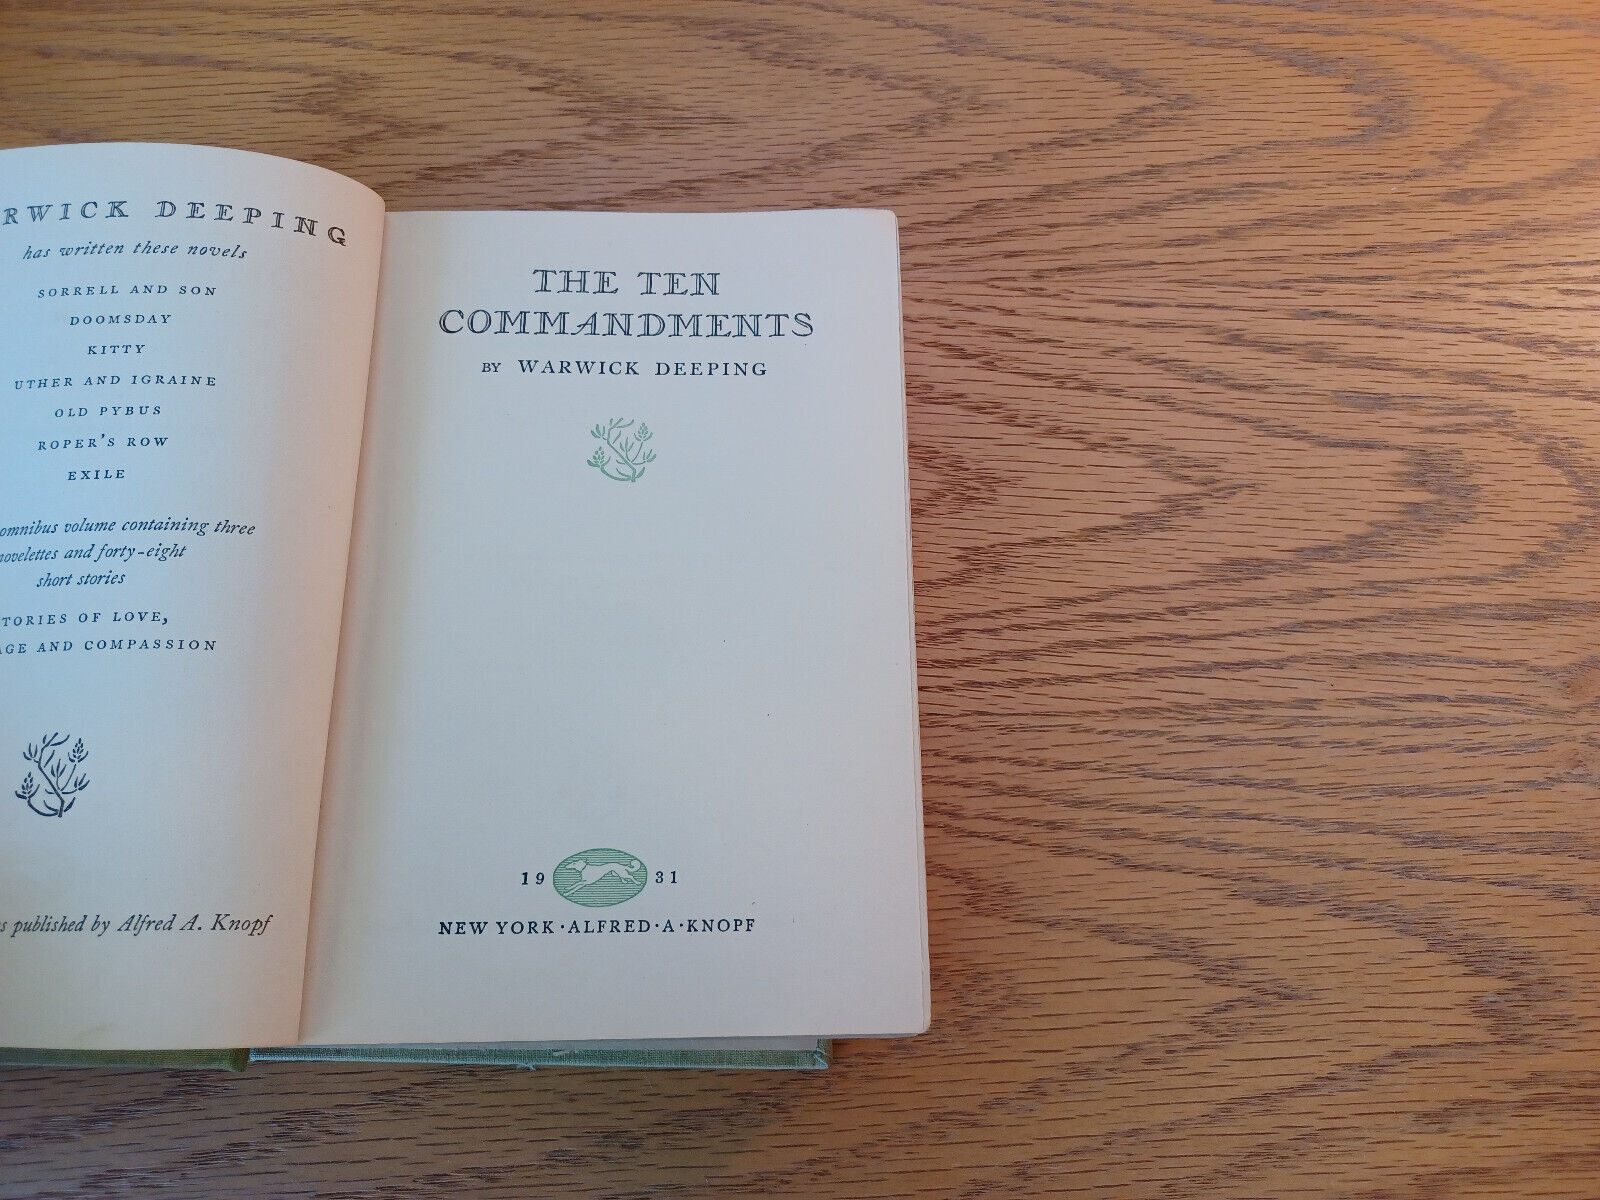 RWICK DEEPING
has written these novels
SORRELL AND SON
DOOMSDAY
KITTY
UTHER AND IGRAINE
OLD PYBUS
ROPER'S ROW
EXILE
omnibus volume containing three
novelettes and forty-eight
short stories
TORIES OF LOVE,
AGE AND COMPASSION
s published by Alfred A. Knopf
THE TEN
COMMANDMENTS
BY WARWICK DEEPING
19 31
NEW YORK · ALFRED · A · KNOPF